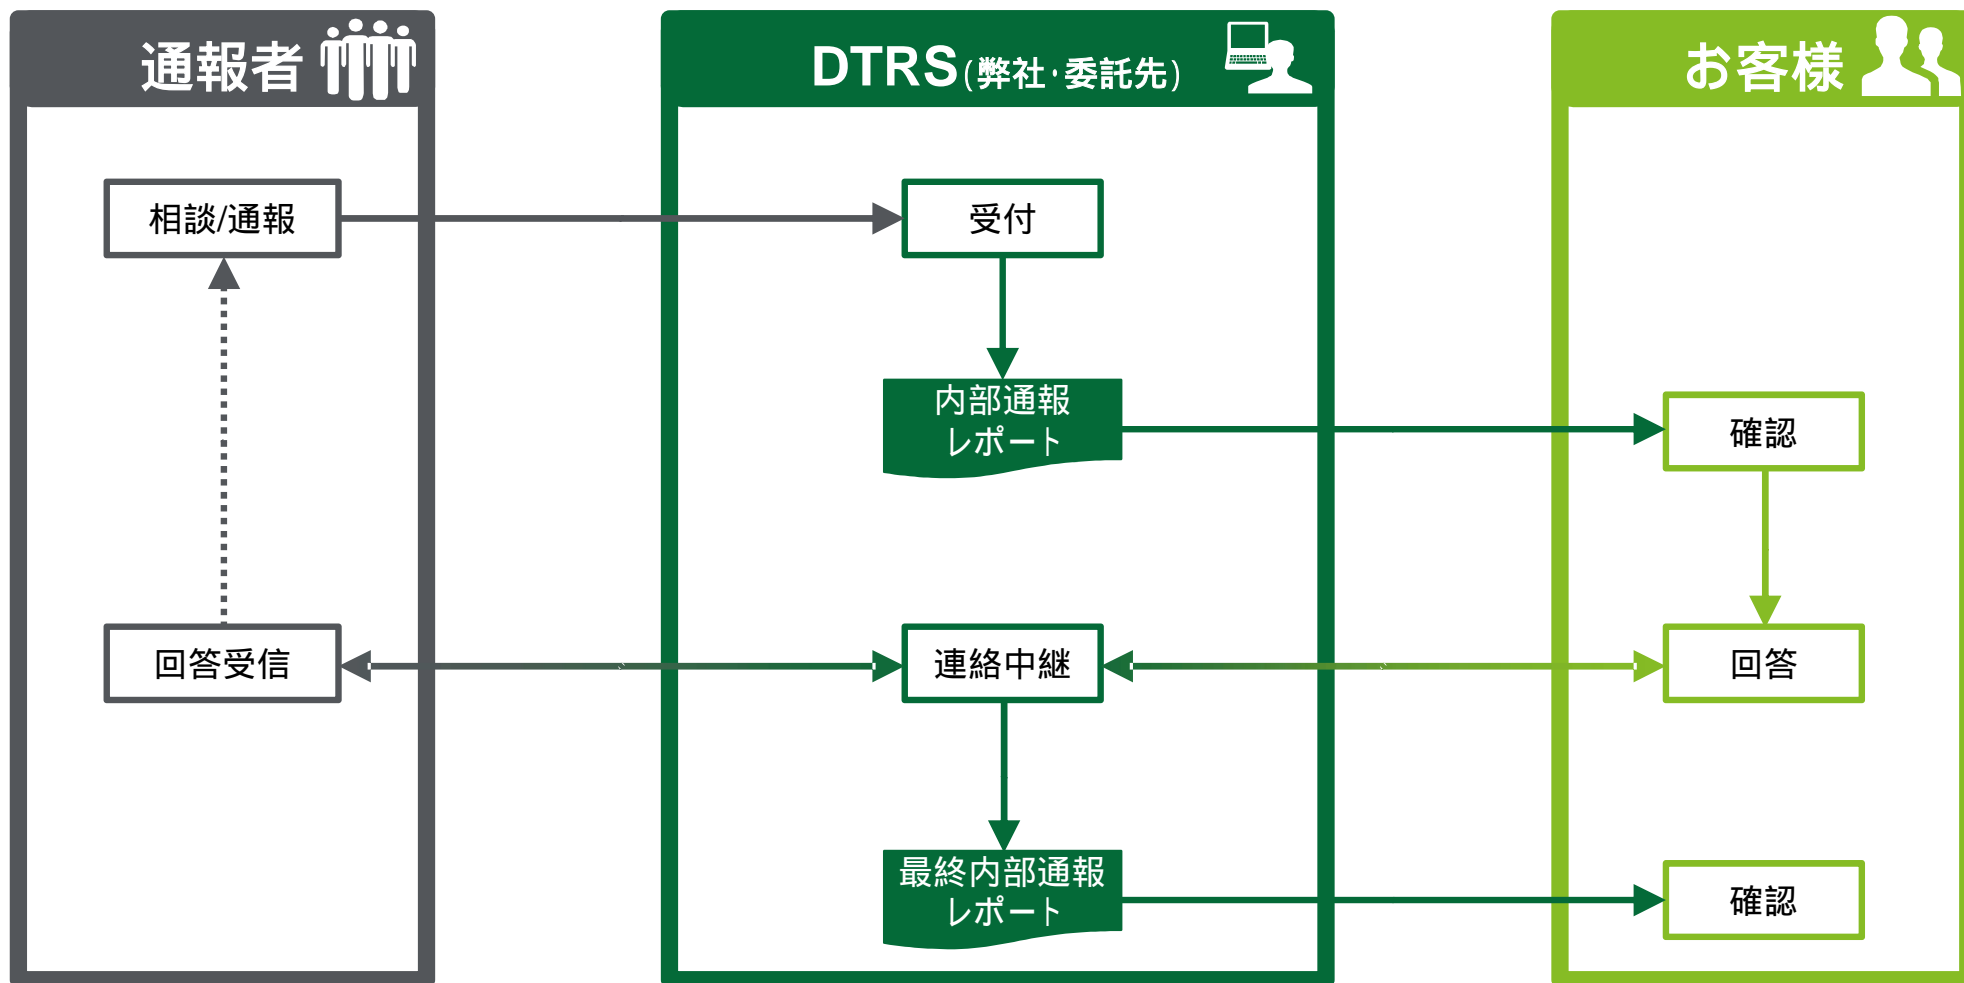 通報者
DTRS(弊社･委託先)
お客様
相談/通報
受付
内部通報
レポート
確認
回答受信
連絡中継
回答
最終内部通報
レポート
確認